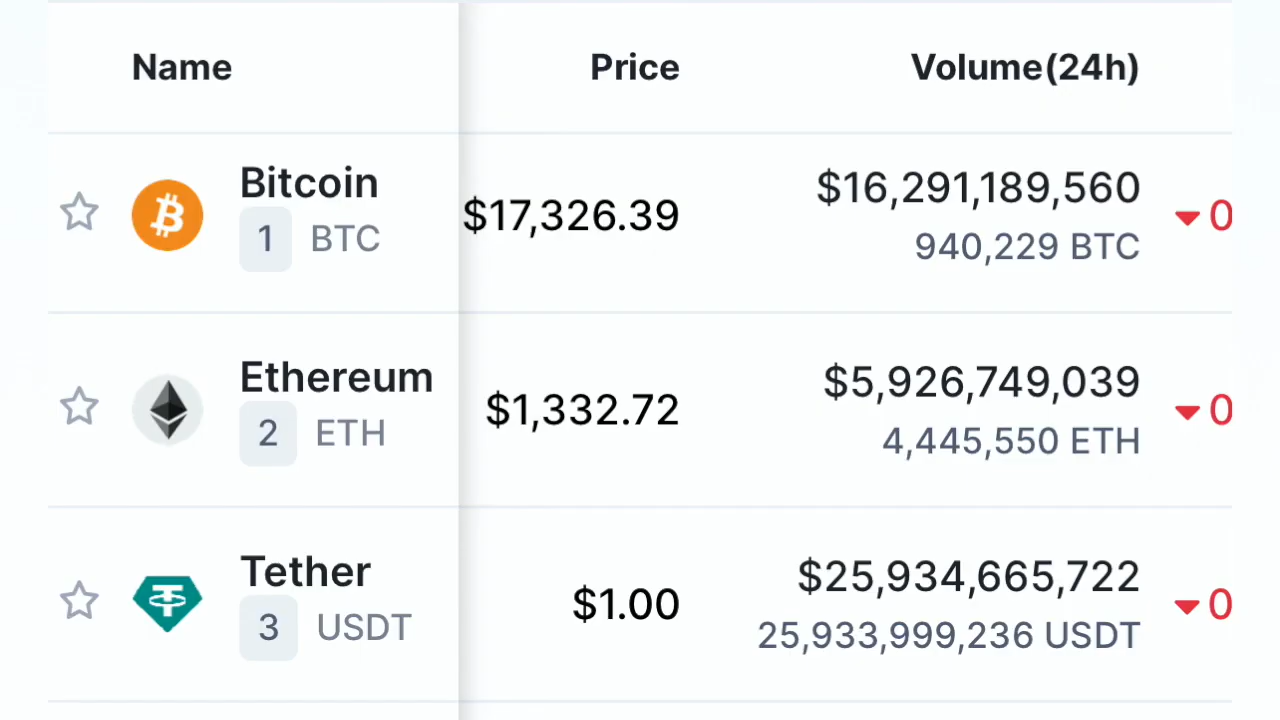 Name Price Volume(24h)
Bitcoin
1 BTC
$17,326.39
$16,291,189,560
940,229 BTC
0
Ethereum
2 ETH
$1,332.72
$5,926,749,039
4,445,550 ETH
0
Tether
3 USDT
$1.00
$25,934,665,722
25,933,999,236 USDT
0